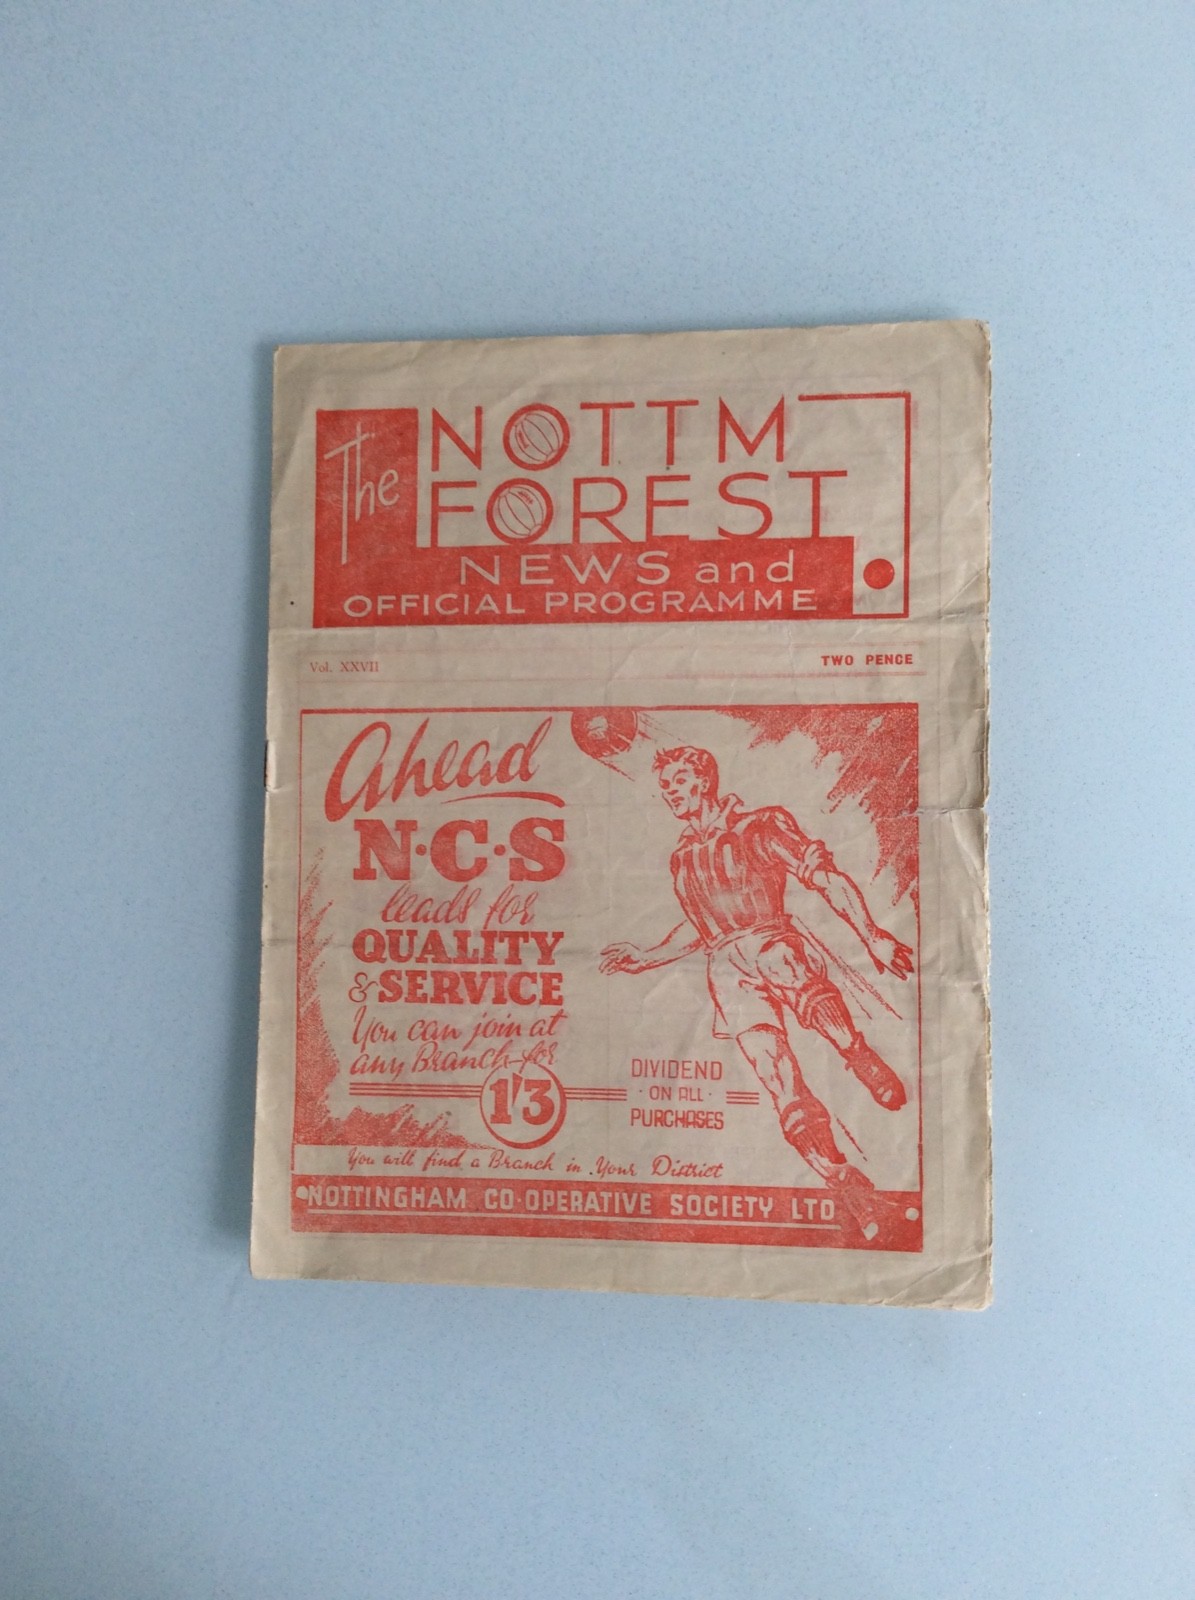 The
NOTTM
FOREST
NEWS and
OFFICIAL PROGRAMME
Vol. XXVII
TWO PENCE
Ahead
N·C·S
leads for
QUALITY
& SERVICE
You can join at
any Branch for
1'3
DIVIDEND
· ON ALL ·
PURCHASES
You will find a Branch in Your District
NOTTINGHAM CO-OPERATIVE SOCIETY LTD